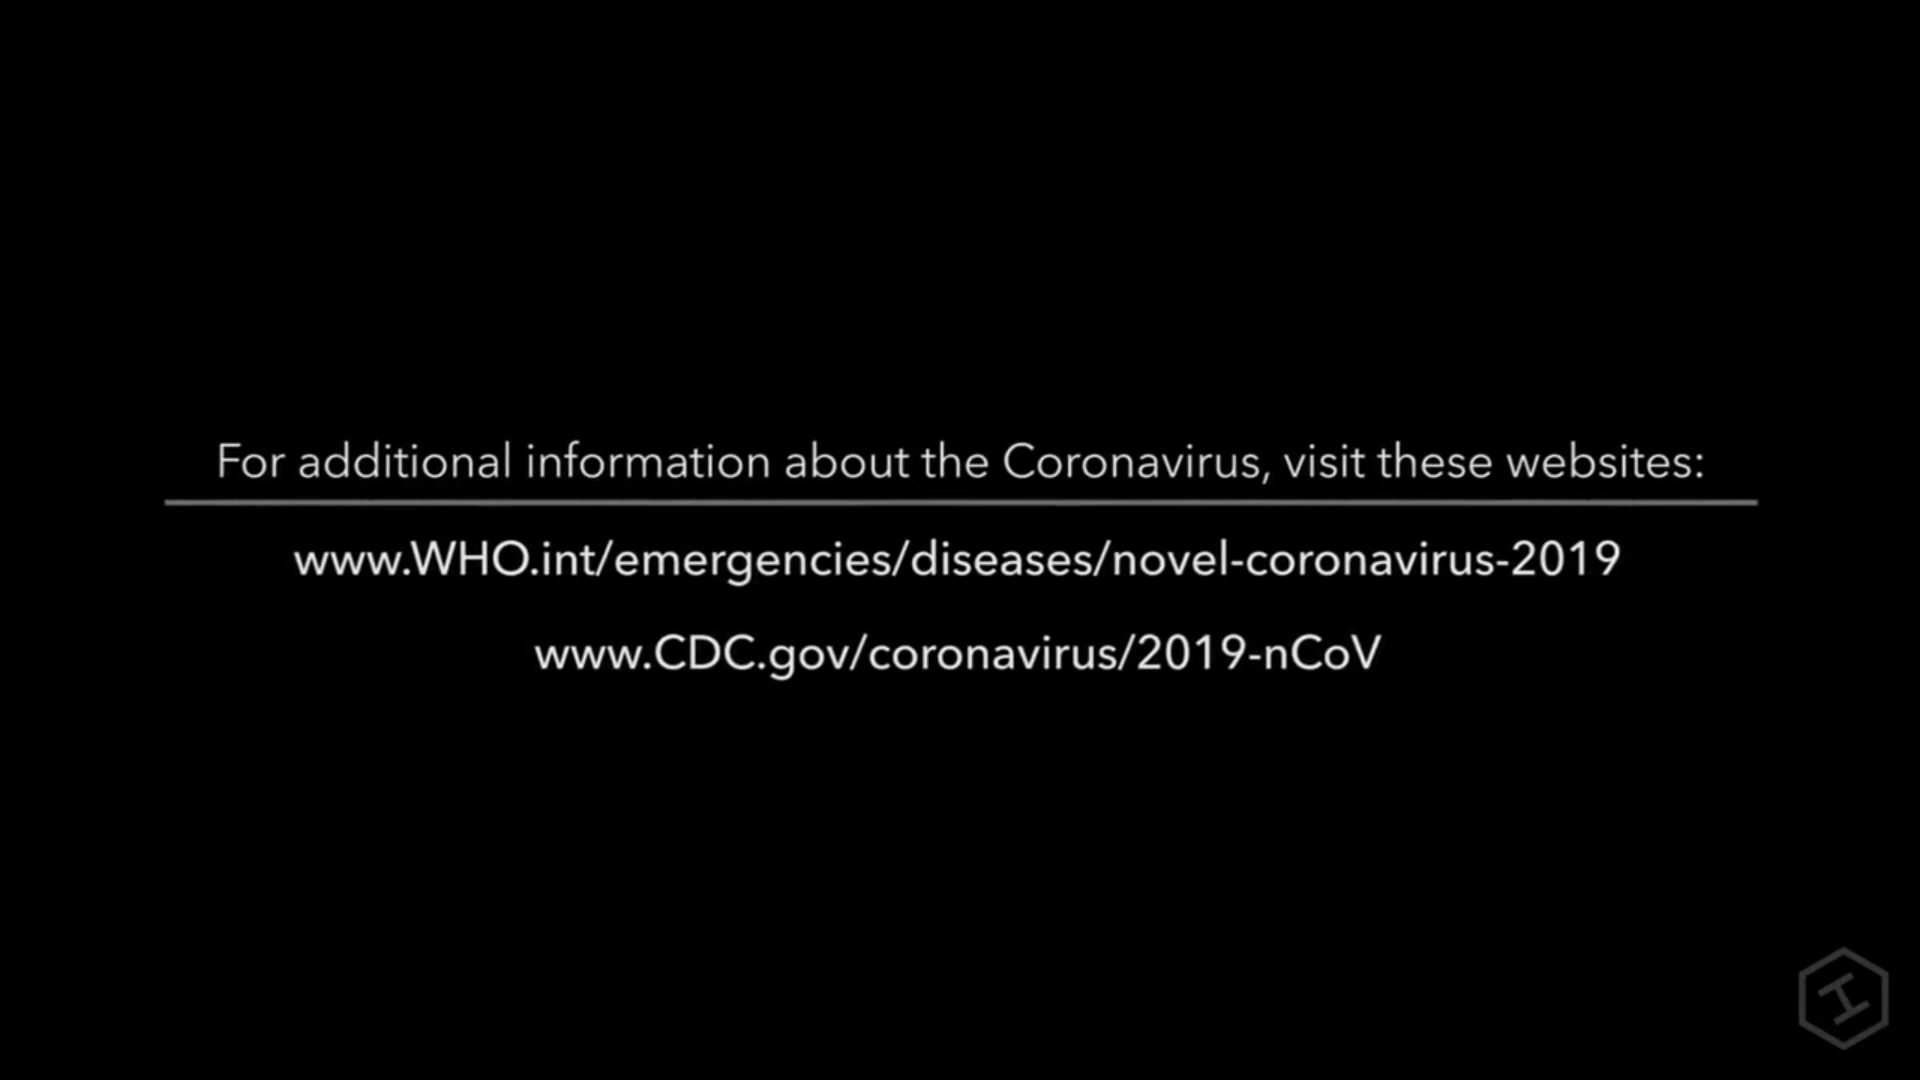 For additional information about the Coronavirus, visit these websites:
www.WHO.int/emergencies/diseases/novel-coronavirus-2019
www.CDC.gov/coronavirus/2019-nCoV